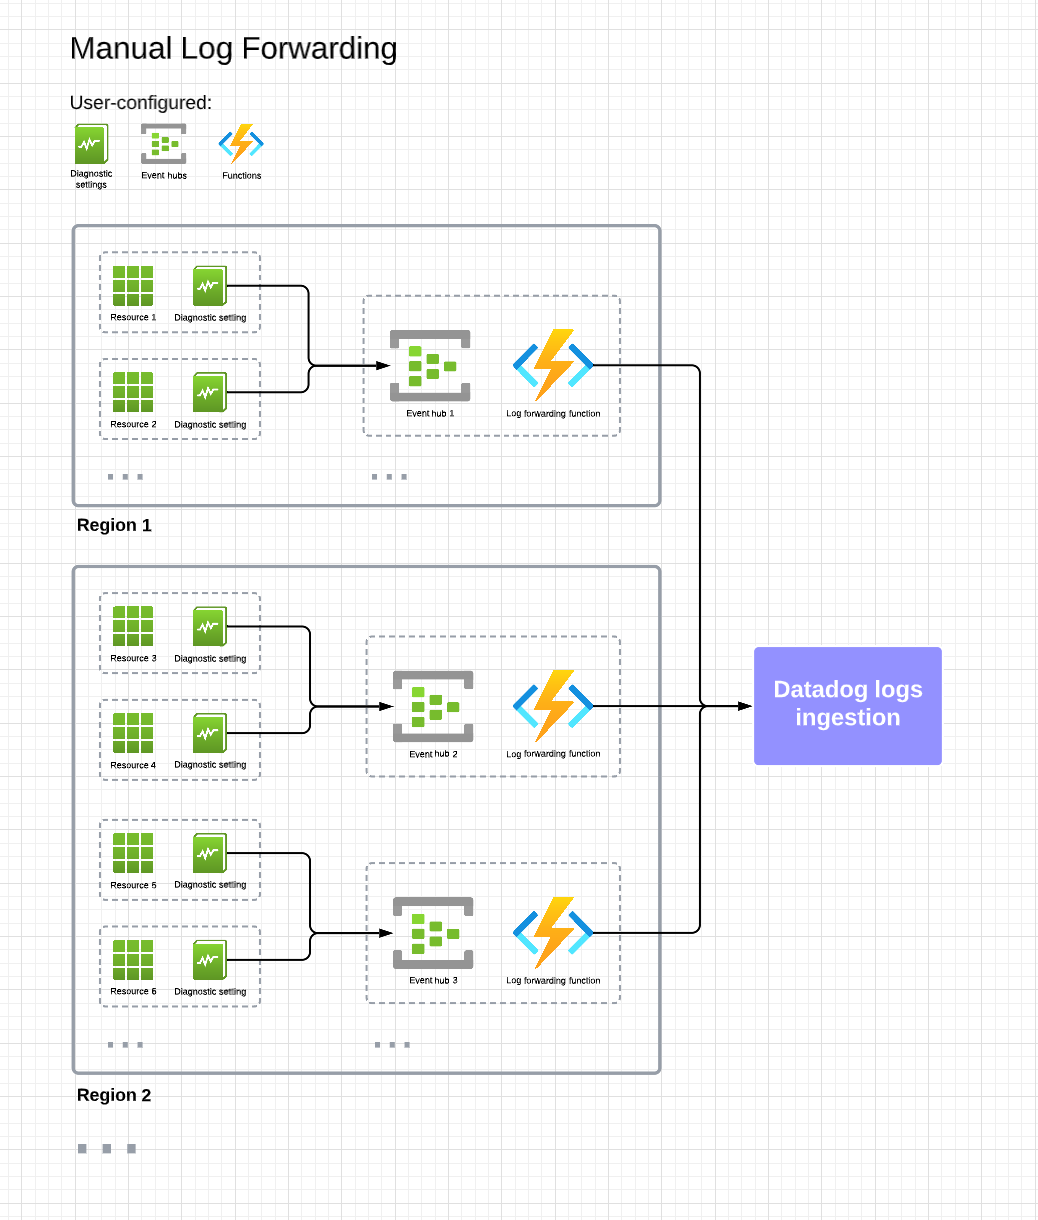 Manual Log Forwarding
User-configured:
Diagnostic
settings
Event hubs
Functions
Resource 1
Diagnostic setting
Resource 2
Diagnostic setting
Event hub 1
Log forwarding function
Region 1
Resource 3
Diagnostic setting
Resource 4
Diagnostic setting
Event hub 2
Log forwarding function
Resource 5
Diagnostic setting
Resource 6
Diagnostic setting
Event hub 3
Log forwarding function
Region 2
Datadog logs
ingestion